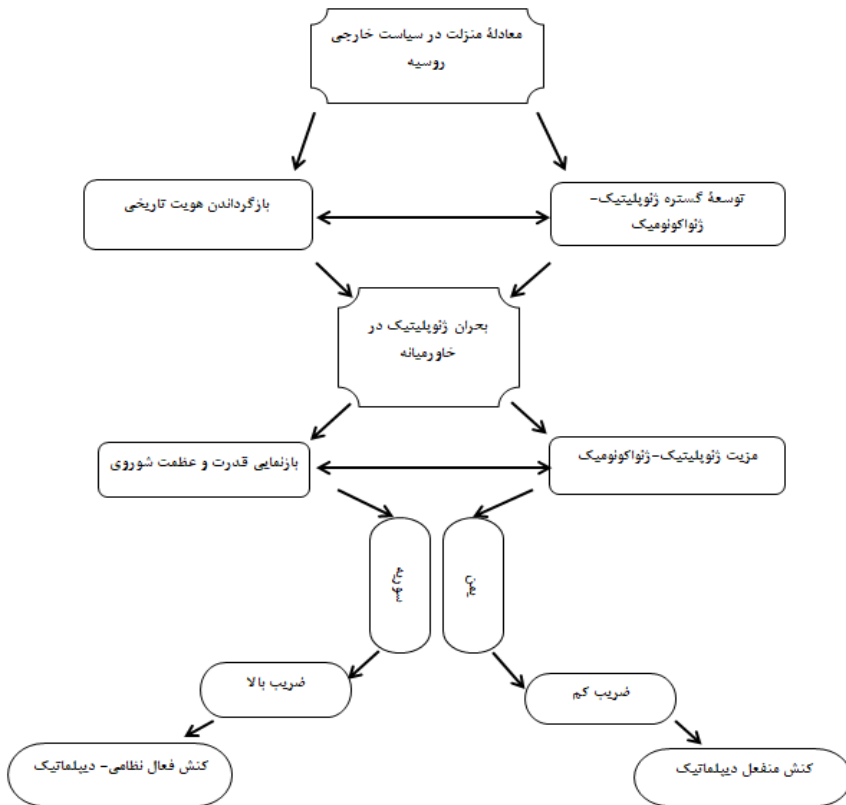 معادلهٔ منزلت در سیاست خارجی
روسیه
توسعهٔ گستره ژئوپلیتیک-
ژئواکونومیک
بازگرداندن هویت تاریخی
بحران ژئوپلیتیک در
خاورمیانه
مزیت ژئوپلیتیک-ژئواکونومیک
بازنمایی قدرت و عظمت شوروی
یمن
سوریه
ضریب کم
ضریب بالا
کنش منفعل دیپلماتیک
کنش فعال نظامی- دیپلماتیک